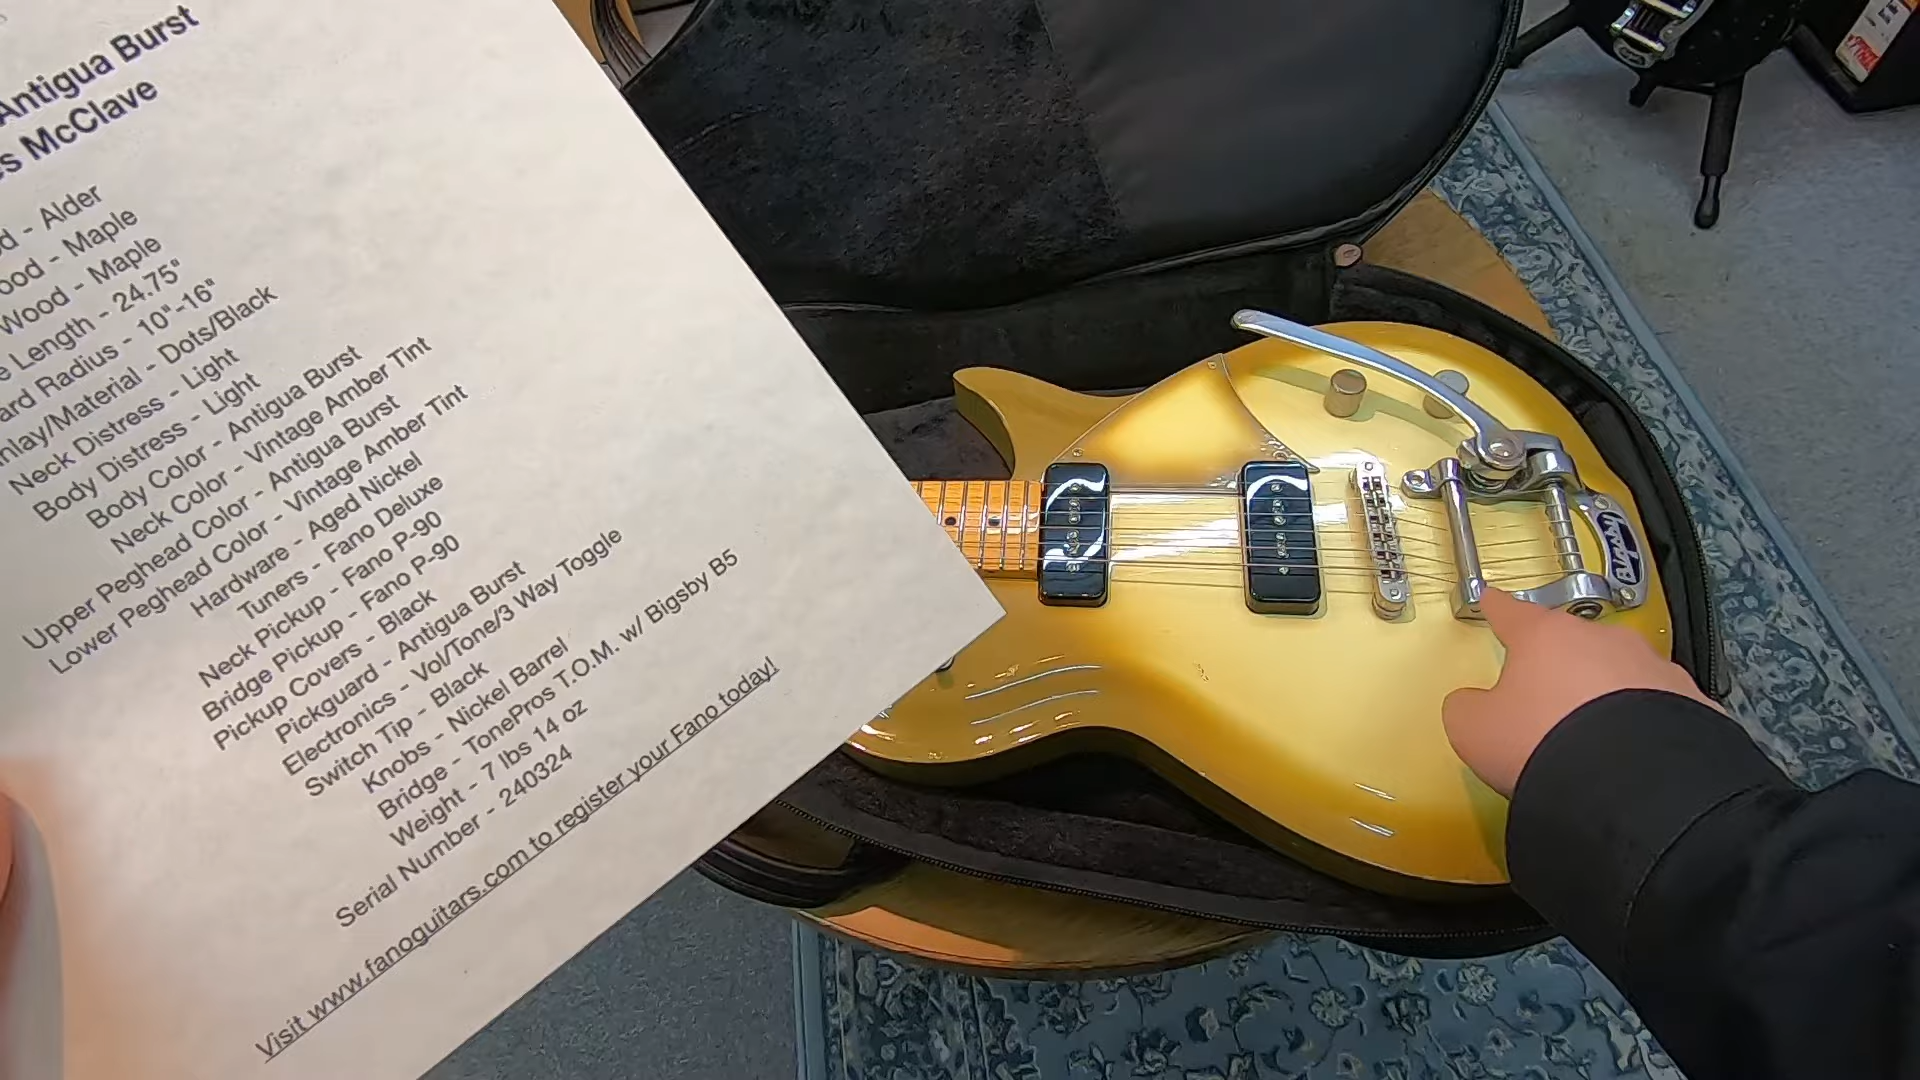 Antigua Burst
s McClave
d - Alder
ood - Maple
Wood - Maple
e Length - 24.75"
ard Radius - 10"-16"
nlay/Material - Dots/Black
Neck Distress - Light
Body Distress - Light
Body Color - Antigua Burst
Neck Color - Vintage Amber Tint
Upper Peghead Color - Antigua Burst
Lower Peghead Color - Vintage Amber Tint
Hardware - Aged Nickel
Tuners - Fano Deluxe
Neck Pickup - Fano P-90
Bridge Pickup - Fano P-90
Pickup Covers - Black
Pickguard - Antigua Burst
Electronics - Vol/Tone/3 Way Toggle
Switch Tip - Black
Knobs - Nickel Barrel
Bridge - TonePros T.O.M. w/ Bigsby B5
Weight - 7 lbs 14 oz
Serial Number - 240324
Visit www.fanoguitars.com to register your Fano today!
Bigsby